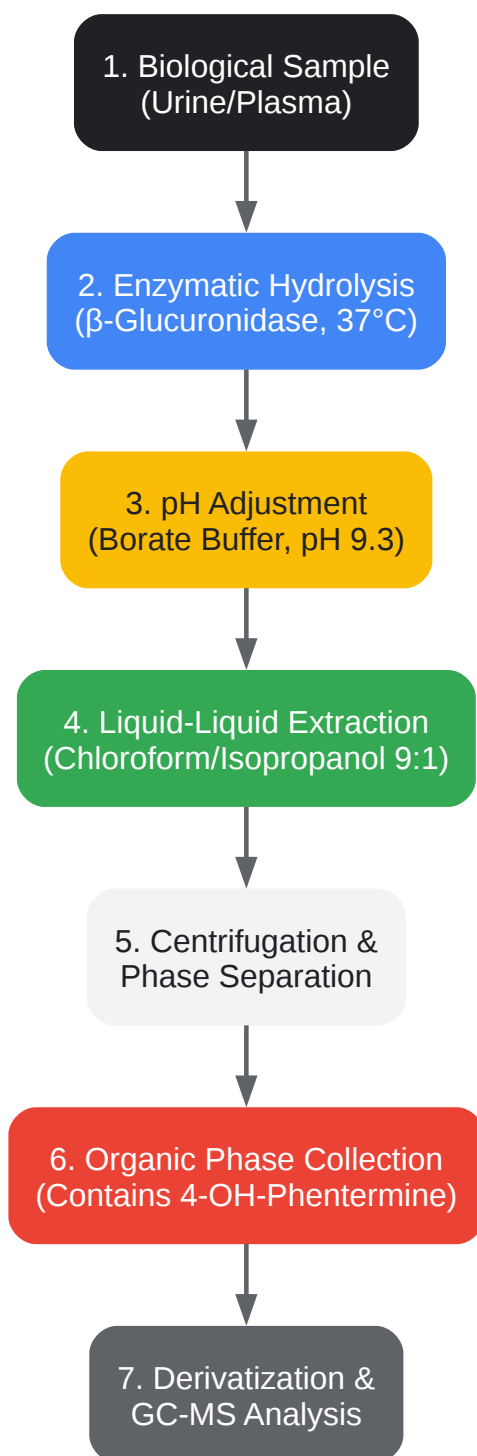 1. Biological Sample
(Urine/Plasma)
2. Enzymatic Hydrolysis
(β-Glucuronidase, 37°C)
3. pH Adjustment
(Borate Buffer, pH 9.3)
4. Liquid-Liquid Extraction
(Chloroform/Isopropanol 9:1)
5. Centrifugation &
Phase Separation
6. Organic Phase Collection
(Contains 4-OH-Phentermine)
7. Derivatization &
GC-MS Analysis